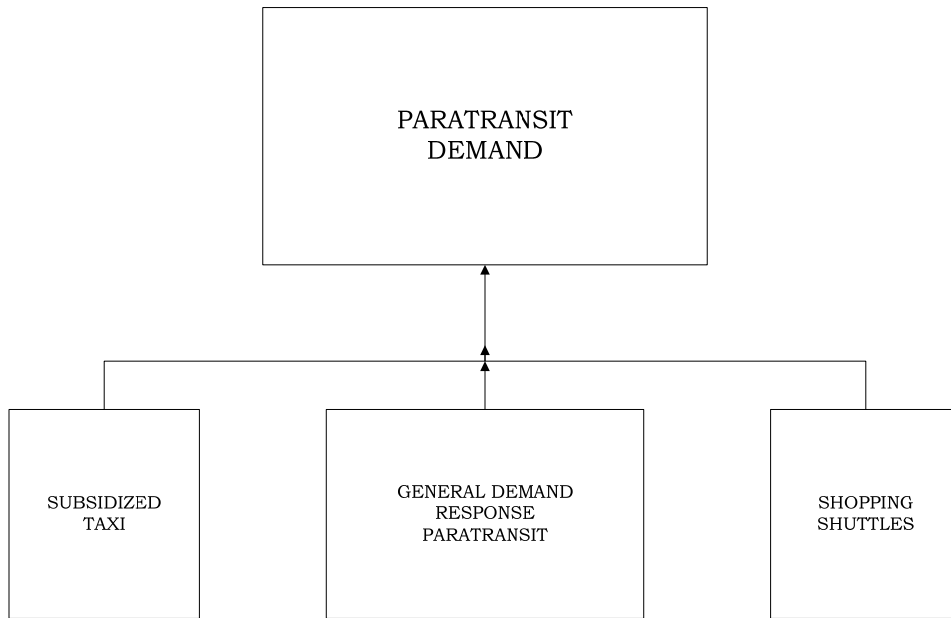 PARATRANSIT
DEMAND
SUBSIDIZED
TAXI
GENERAL DEMAND
RESPONSE
PARATRANSIT
SHOPPING
SHUTTLES